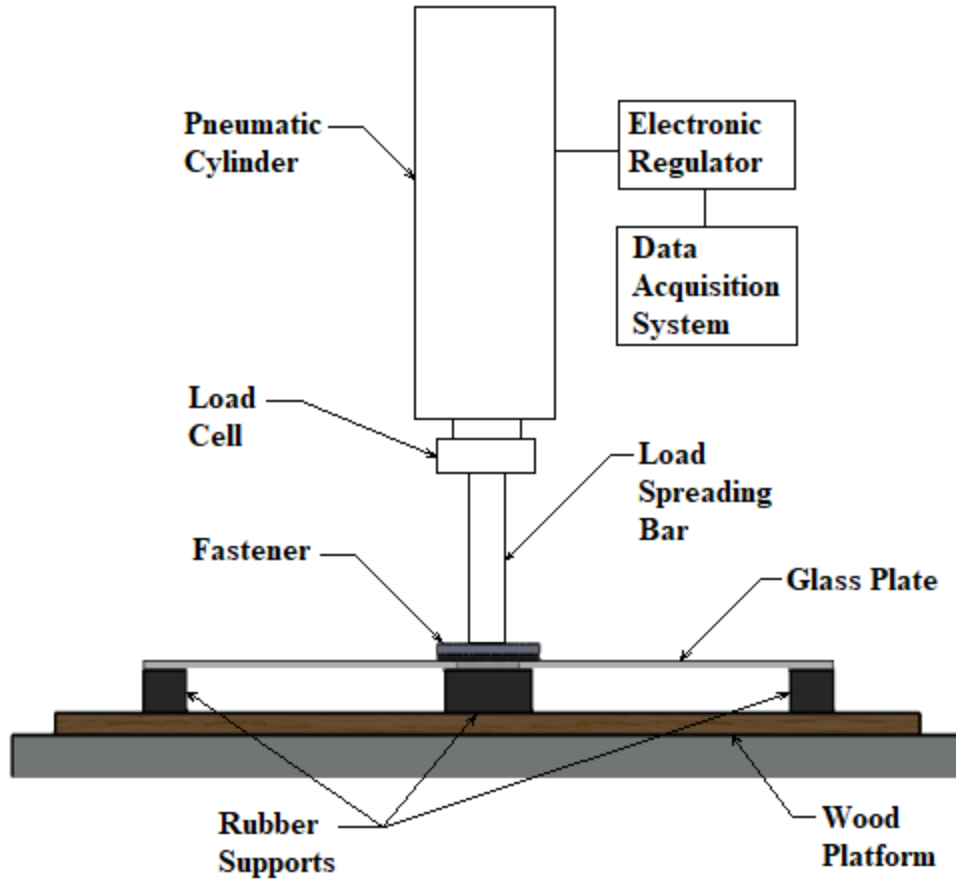 Pneumatic
Cylinder
Electronic
Regulator
Data
Acquisition
System
Load
Cell
Load
Spreading
Bar
Fastener
Glass Plate
Rubber
Supports
Wood
Platform